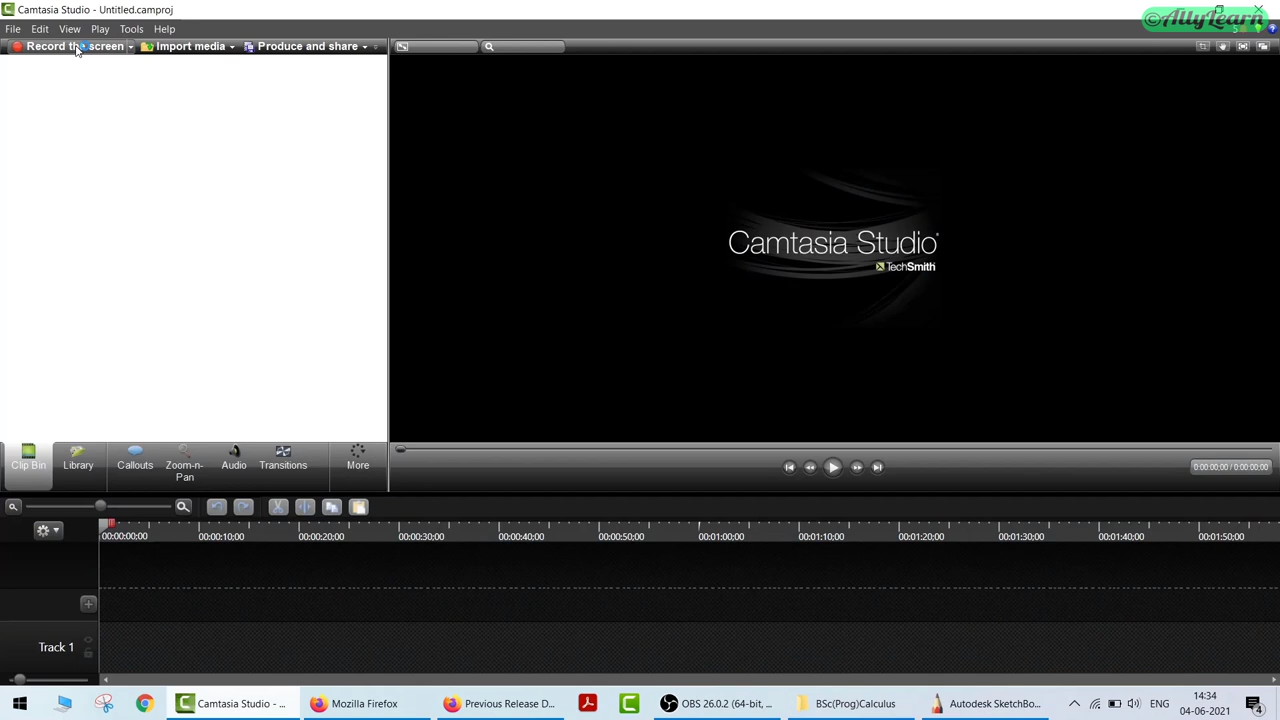 Camtasia Studio - Untitled.camproj
©AllyLearn
File Edit View Play Tools Help
5
Record the screen Import media Produce and share
Camtasia Studio
TechSmith
Clip Bin Library Callouts Zoom-n-Pan Audio Transitions More
0:00:00;00 / 0:00:00;00
00:00:00;00 00:00:10;00 00:00:20;00 00:00:30;00 00:00:40;00 00:00:50;00 00:01:00;00 00:01:10;00 00:01:20;00 00:01:30;00 00:01:40;00 00:01:50;00
Track 1
Camtasia Studio - ... Mozilla Firefox Previous Release D... OBS 26.0.2 (64-bit, ... BSc(Prog)Calculus Autodesk SketchBo...
14:34
04-06-2021
4